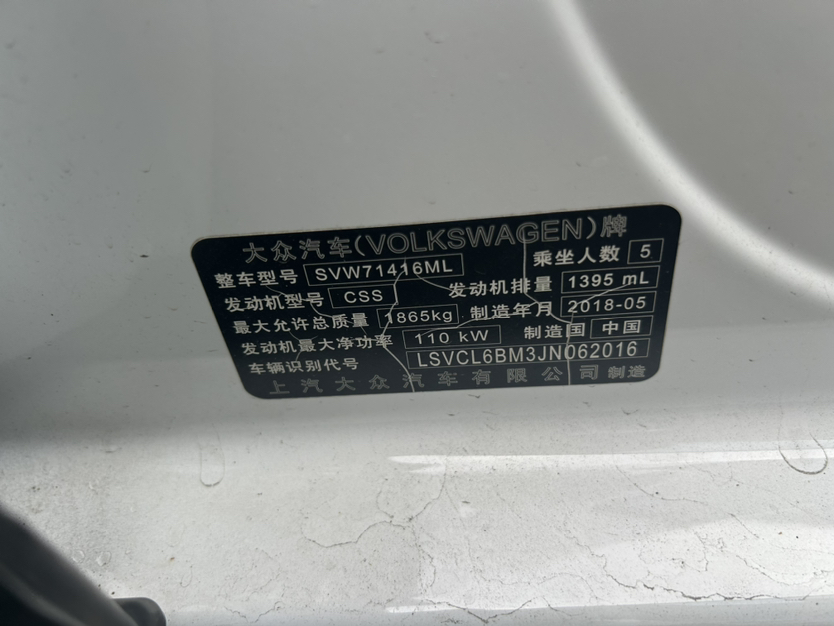 大众汽车(VOLKSWAGEN)牌
整车型号 SVW71416ML 乘坐人数 5
发动机型号 CSS 发动机排量 1395 mL
最大允许总质量 1865kg 制造年月 2018-05
发动机最大净功率 110 kW 制造国 中国
车辆识别代号 LSVCL6BM3JN062016
上汽大众汽车有限公司制造